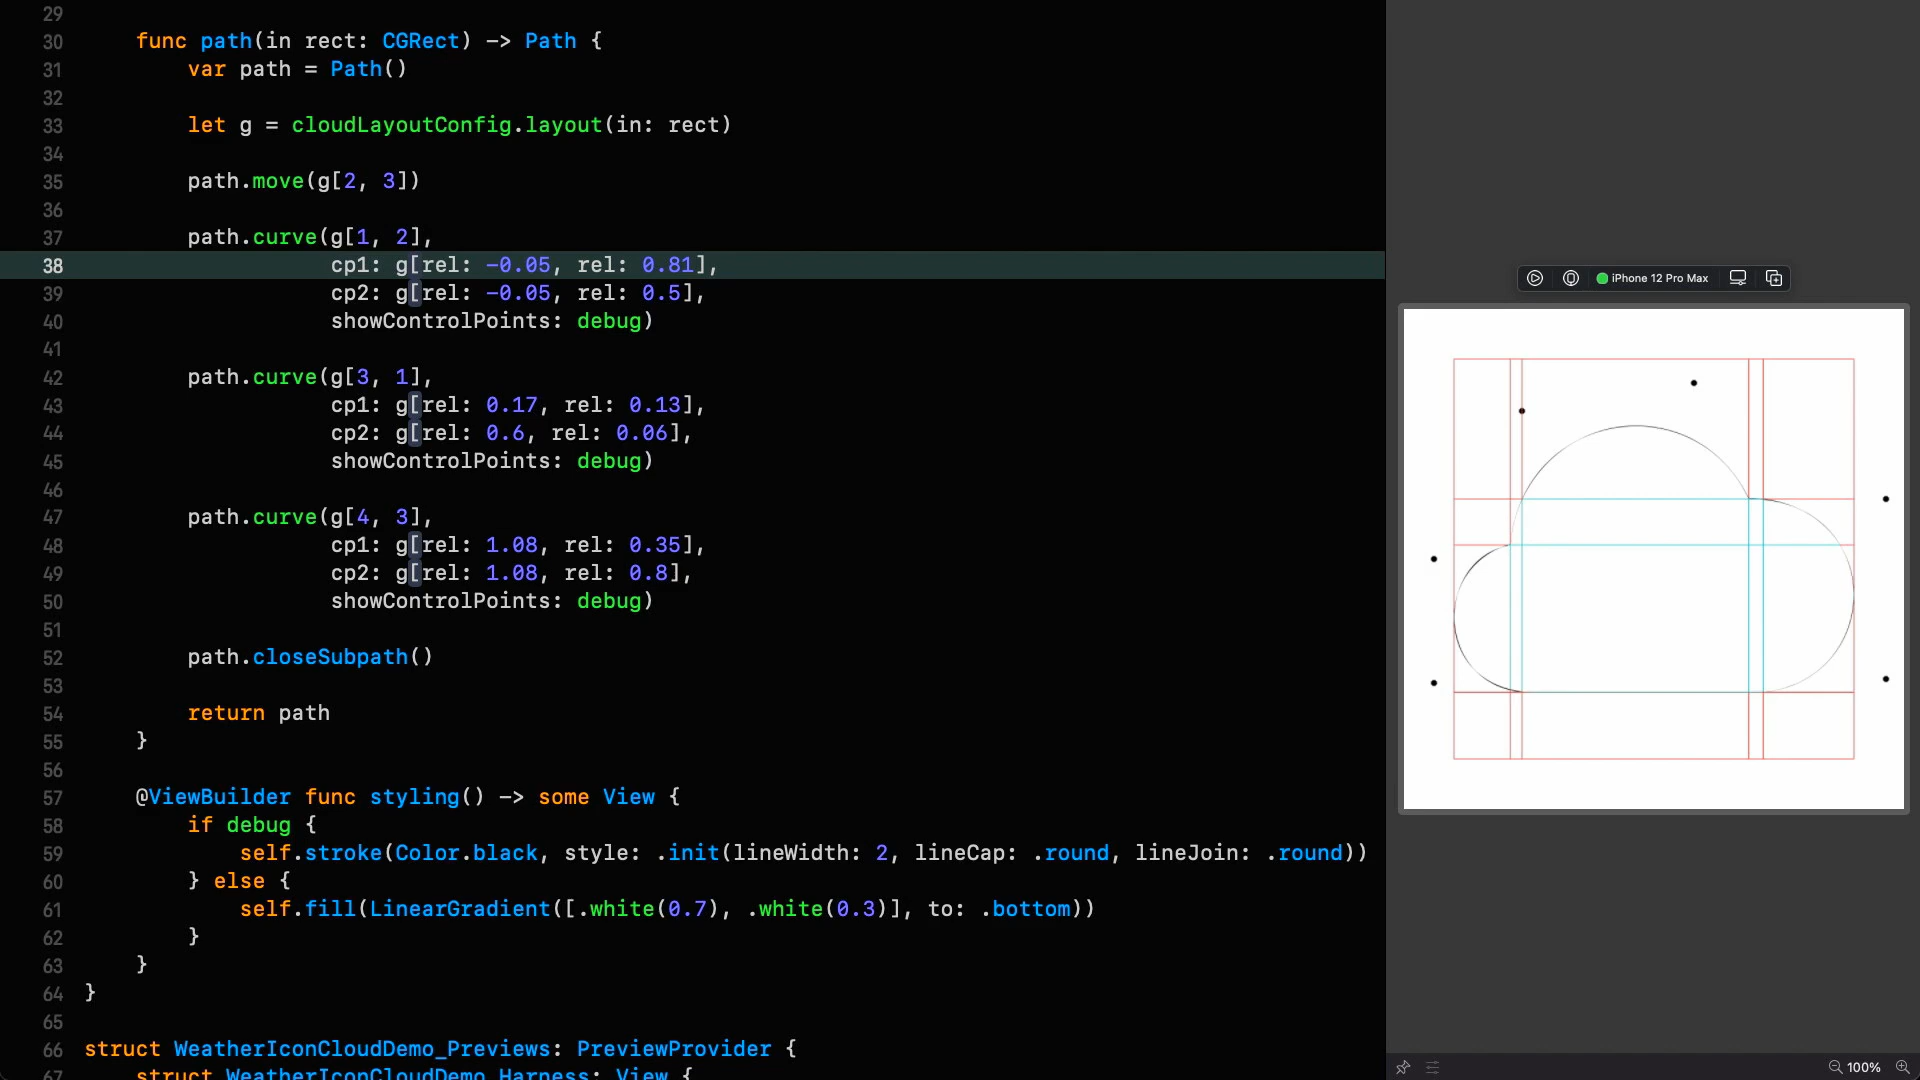 29
30 func path(in rect: CGRect) -> Path {
31 var path = Path()
32
33 let g = cloudLayoutConfig.layout(in: rect)
34
35 path.move(g[2, 3])
36
37 path.curve(g[1, 2],
38 cp1: g[rel: -0.05, rel: 0.81],
39 cp2: g[rel: -0.05, rel: 0.5],
40 showControlPoints: debug)
41
42 path.curve(g[3, 1],
43 cp1: g[rel: 0.17, rel: 0.13],
44 cp2: g[rel: 0.6, rel: 0.06],
45 showControlPoints: debug)
46
47 path.curve(g[4, 3],
48 cp1: g[rel: 1.08, rel: 0.35],
49 cp2: g[rel: 1.08, rel: 0.8],
50 showControlPoints: debug)
51
52 path.closeSubpath()
53
54 return path
55 }
56
57 @ViewBuilder func styling() -> some View {
58 if debug {
59 self.stroke(Color.black, style: .init(lineWidth: 2, lineCap: .round, lineJoin: .round))
60 } else {
61 self.fill(LinearGradient([.white(0.7), .white(0.3)], to: .bottom))
62 }
63 }
64 }
65
66 struct WeatherIconCloudDemo_Previews: PreviewProvider {
67 struct WeatherIconCloudDemo_Harness: View {
iPhone 12 Pro Max
100%